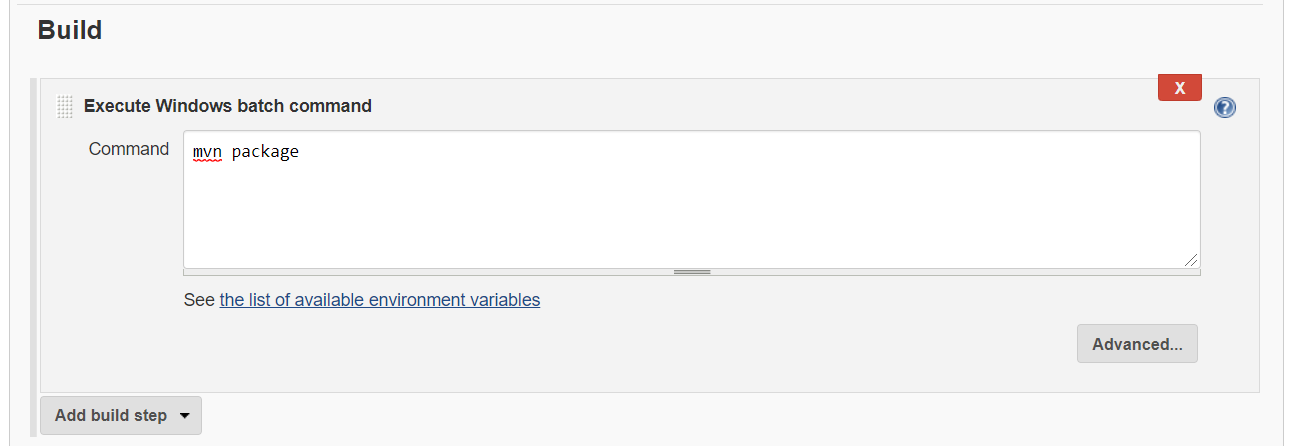 Build
X
Execute Windows batch command
?
Command
mvn package
See the list of available environment variables
Advanced...
Add build step